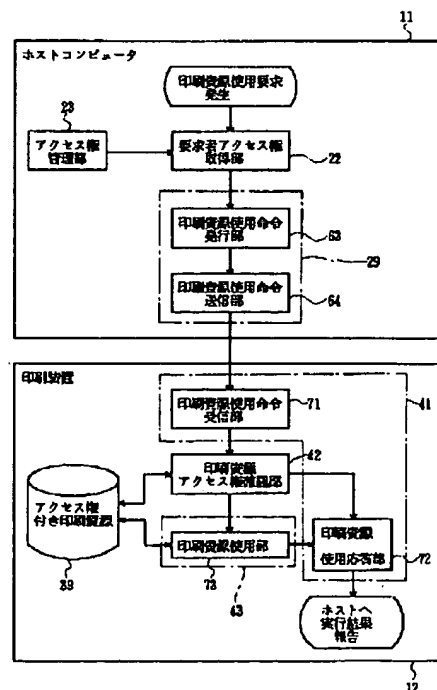 11
ホストコンピュータ
印刷資源使用要求
発生
23
アクセス権
管理部
要求者アクセス権
取得部
22
印刷資源使用命令
発行部
63
29
印刷資源使用命令
送信部
64
印刷装置
印刷資源使用命令
受信部
71
41
42
印刷資源
アクセス権確認部
アクセス権
付き印刷資源
39
印刷資源使用部
73
43
印刷資源
使用応答部
72
ホストへ
実行結果
報告
12